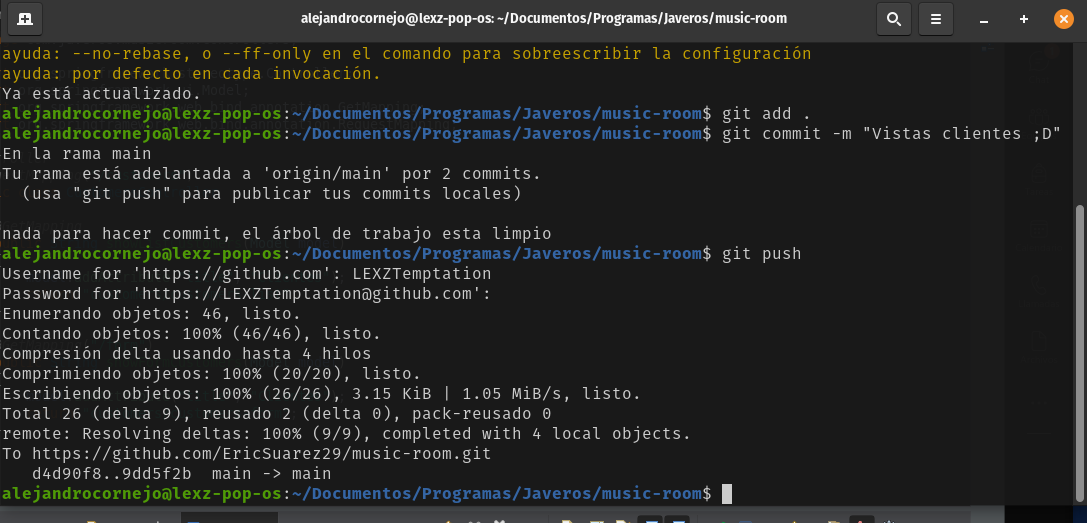 alejandrocornejo@lexz-pop-os: ~/Documentos/Programas/Javeros/music-room
ayuda: --no-rebase, o --ff-only en el comando para sobreescribir la configuración
ayuda: por defecto en cada invocación.
Ya está actualizado.
alejandrocornejo@lexz-pop-os:~/Documentos/Programas/Javeros/music-room$ git add .
alejandrocornejo@lexz-pop-os:~/Documentos/Programas/Javeros/music-room$ git commit -m "Vistas clientes ;D"
En la rama main
Tu rama está adelantada a 'origin/main' por 2 commits.
  (usa "git push" para publicar tus commits locales)

nada para hacer commit, el árbol de trabajo esta limpio
alejandrocornejo@lexz-pop-os:~/Documentos/Programas/Javeros/music-room$ git push
Username for 'https://github.com': LEXZTemptation
Password for 'https://LEXZTemptation@github.com':
Enumerando objetos: 46, listo.
Contando objetos: 100% (46/46), listo.
Compresión delta usando hasta 4 hilos
Comprimiendo objetos: 100% (20/20), listo.
Escribiendo objetos: 100% (26/26), 3.15 KiB | 1.05 MiB/s, listo.
Total 26 (delta 9), reusado 2 (delta 0), pack-reusado 0
remote: Resolving deltas: 100% (9/9), completed with 4 local objects.
To https://github.com/EricSuarez29/music-room.git
   d4d90f8..9dd5f2b  main -> main
alejandrocornejo@lexz-pop-os:~/Documentos/Programas/Javeros/music-room$